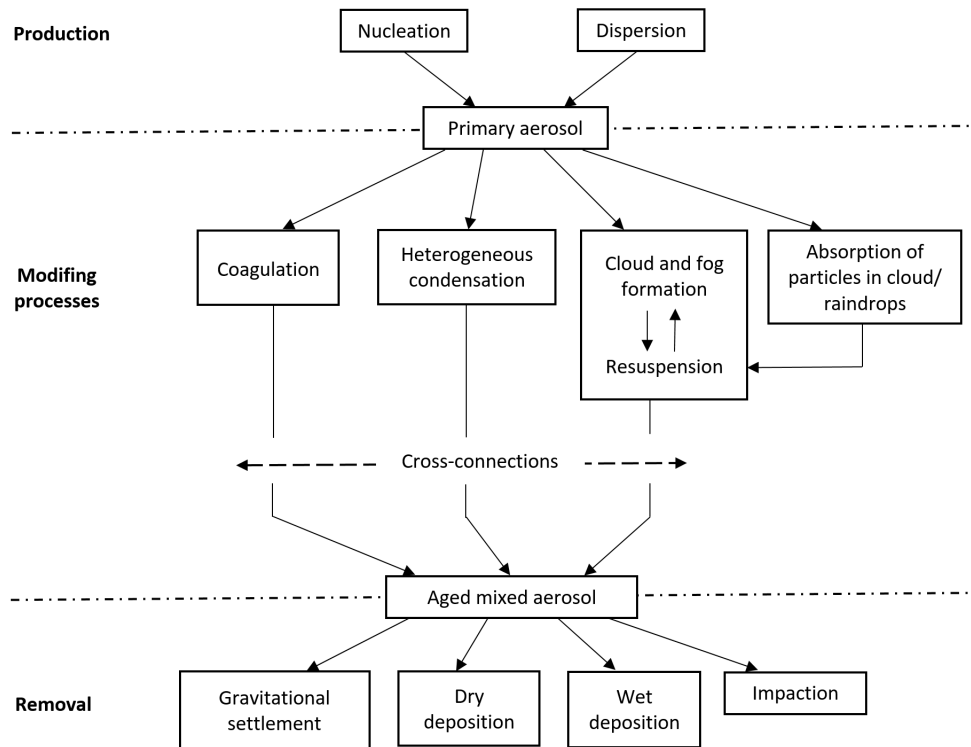 Production
Nucleation
Dispersion
Primary aerosol
Modifing
processes
Coagulation
Heterogeneous
condensation
Cloud and fog
formation
Resuspension
Absorption of
particles in cloud/
raindrops
Cross-connections
Aged mixed aerosol
Removal
Gravitational
settlement
Dry
deposition
Wet
deposition
Impaction